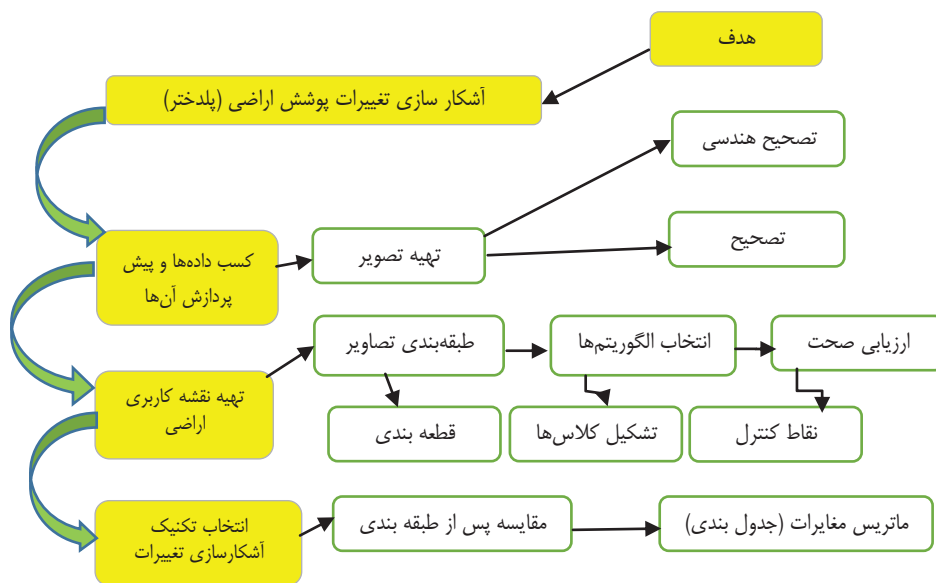 هدف
آشکار سازی تغییرات پوشش اراضی (پلدختر)
تصحیح هندسی
کسب داده‌ها و پیش
پردازش آن‌ها
تهیه تصویر
تصحیح
تهیه نقشه کاربری
اراضی
طبقه‌بندی تصاویر
انتخاب الگوریتم‌ها
ارزیابی صحت
قطعه بندی
تشکیل کلاس‌ها
نقاط کنترل
انتخاب تکنیک
آشکارسازی تغییرات
مقایسه پس از طبقه بندی
ماتریس مغایرات (جدول بندی)